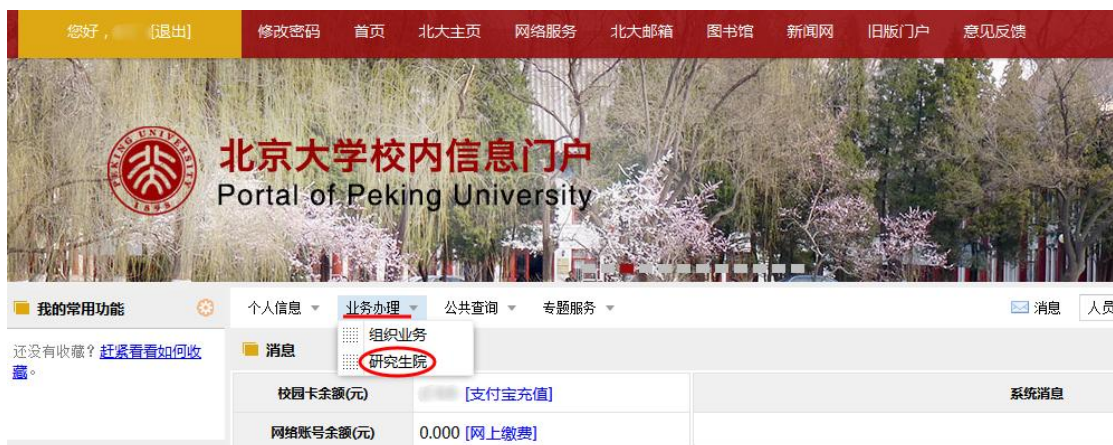 您好， [退出] 修改密码 首页 北大主页 网络服务 北大邮箱 图书馆 新闻网 旧版门户 意见反馈
PEKING UNIVERSITY
1898
北京大学校内信息门户
Portal of Peking University
我的常用功能 个人信息 业务办理 公共查询 专题服务 消息 人员
还没有收藏？赶紧看看如何收藏。
组织业务
研究生院
消息
校园卡余额(元) [支付宝充值] 系统消息
网络账号余额(元) 0.000 [网上缴费]